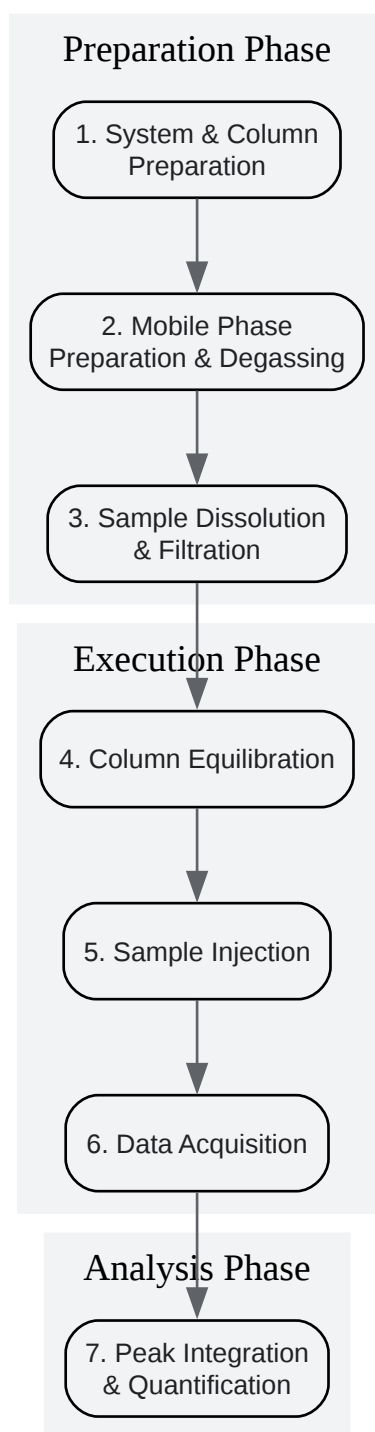 Preparation Phase
1. System & Column
Preparation
2. Mobile Phase
Preparation & Degassing
3. Sample Dissolution
& Filtration
Execution Phase
4. Column Equilibration
5. Sample Injection
6. Data Acquisition
Analysis Phase
7. Peak Integration
& Quantification